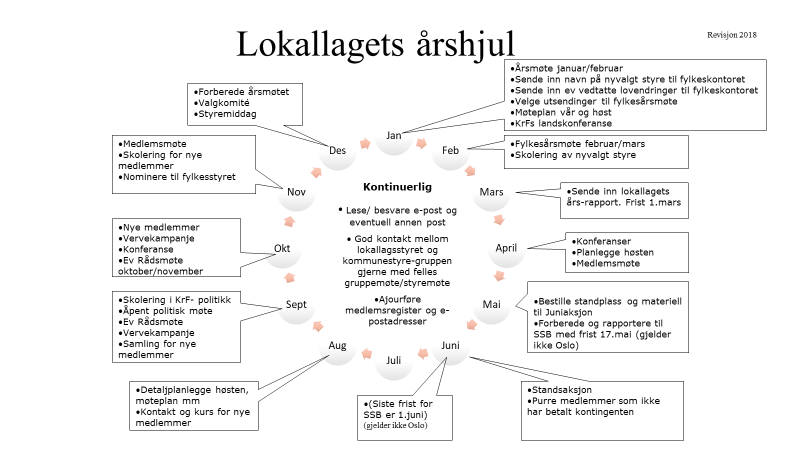 Lokallagets årshjul
Revisjon 2018
•Årsmøte januar/februar
•Sende inn navn på nyvalgt styre til fylkeskontoret
•Sende inn ev vedtatte lovendringer til fylkeskontoret
•Velge utsendinger til fylkesårsmøte
•Møteplan vår og høst
•KrFs landskonferanse
•Forberede årsmøtet
•Valgkomité
•Styremiddag
Jan
Feb
Des
•Fylkesårsmøte februar/mars
•Skolering av nyvalgt styre
•Medlemsmøte
•Skolering for nye
medlemmer
•Nominere til fylkesstyret
Nov
Mars
•Sende inn lokallagets
års-rapport. Frist 1.mars
Kontinuerlig
• Lese/ besvare e-post og
eventuell annen post
• God kontakt mellom
lokallagsstyret og
kommunestyre-gruppen
gjerne med felles
gruppemøte/styremøte
•Ajourføre
medlemsregister og e-
postadresser
•Nye medlemmer
•Vervekampanje
•Konferanse
•Ev Rådsmøte
oktober/november
Okt
April
•Konferanser
•Planlegge høsten
•Medlemsmøte
•Skolering i KrF- politikk
•Åpent politisk møte
•Ev Rådsmøte
•Vervekampanje
•Samling for nye
medlemmer
Sept
Mai
•Bestille standplass  og materiell
til Juniaksjon
•Forberede og rapportere til
SSB med frist 17.mai (gjelder
ikke Oslo)
Aug
Juli
Juni
•Detaljplanlegge høsten,
møteplan mm
•Kontakt og kurs for nye
medlemmer
•(Siste frist for
SSB er 1.juni)
(gjelder ikke Oslo)
•Standsaksjon
•Purre medlemmer som ikke
har betalt kontingenten